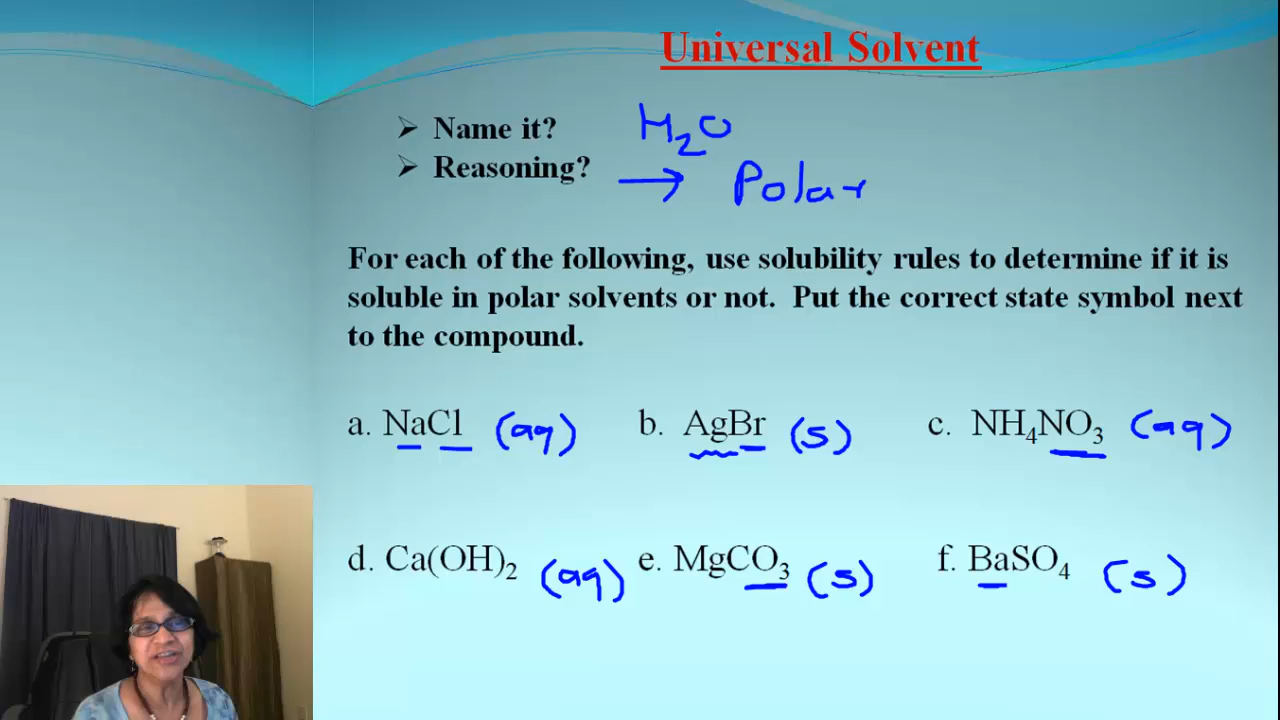 Universal Solvent
➢ Name it? H₂O
➢ Reasoning? → Polar
For each of the following, use solubility rules to determine if it is
soluble in polar solvents or not. Put the correct state symbol next
to the compound.
a. NaCl (aq) b. AgBr (s) c. NH₄NO₃ (aq)
d. Ca(OH)₂ (aq) e. MgCO₃ (s) f. BaSO₄ (s)